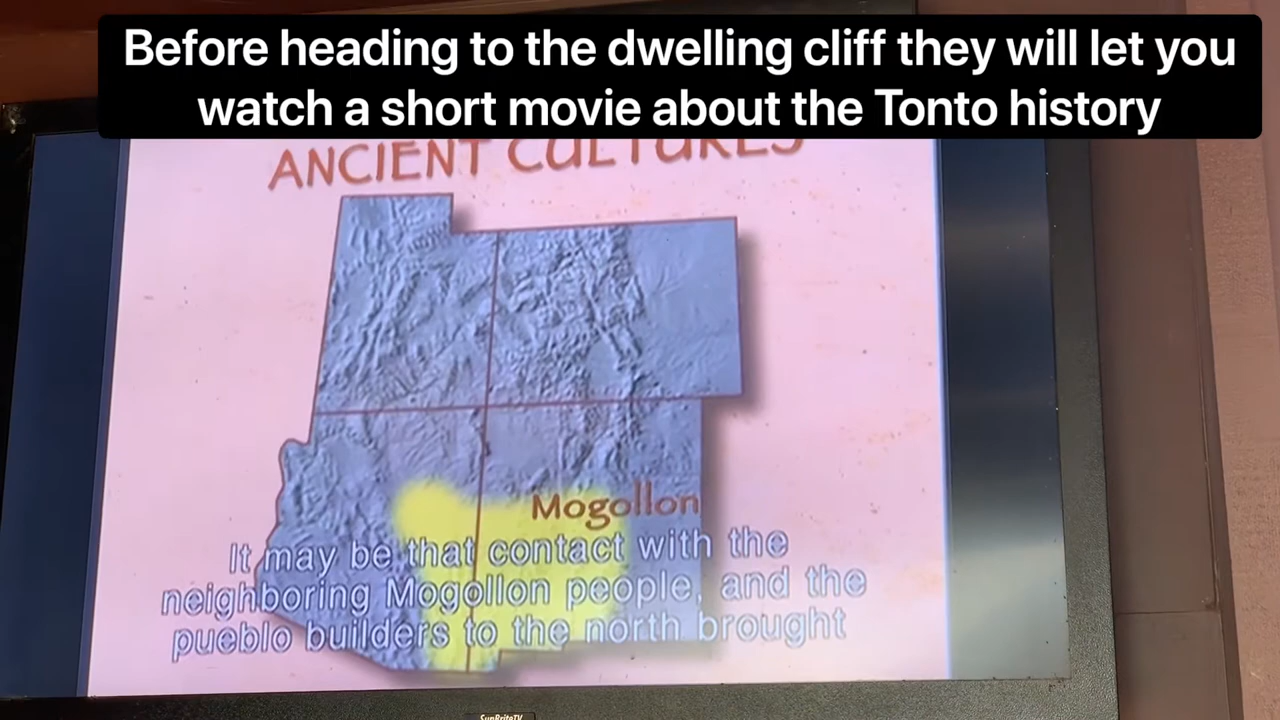 Before heading to the dwelling cliff they will let you
watch a short movie about the Tonto history
ANCIENT CULTURES
Mogollon
It may be that contact with the
neighboring Mogollon people, and the
pueblo builders to the north brought
SunBriteTV